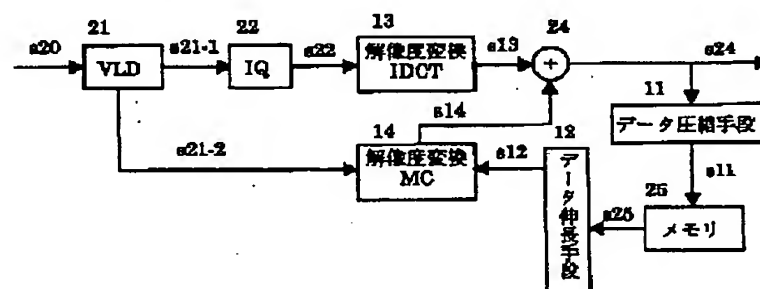 21
22
13
24
s20
VLD
s21-1
IQ
s22
解像度変換
IDCT
s13
+
s24
11
データ圧縮手段
s14
14
12
s21-2
解像度変換
MC
s12
データ伸長手段
s11
25
s25
メモリ